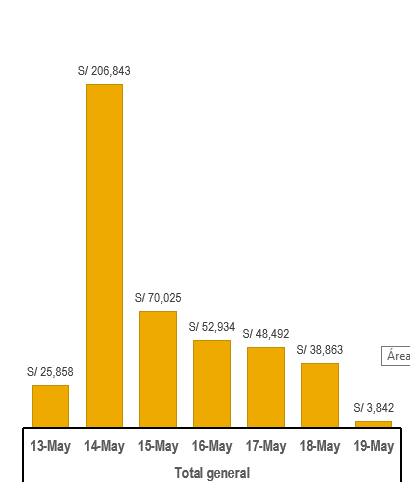 S/ 206,843
S/ 70,025
S/ 52,934
S/ 48,492
S/ 38,863
S/ 25,858
S/ 3,842
Área
13-May 14-May 15-May 16-May 17-May 18-May 19-May
Total general